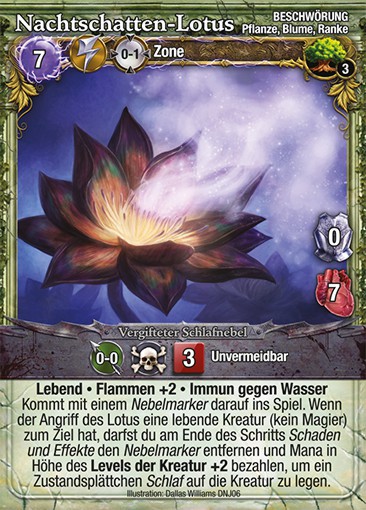 Nachtschatten-Lotus
BESCHWÖRUNG
Pflanze, Blume, Ranke
7
0-1 Zone
3
0
7
Vergifteter Schlafnebel
0-0
3 Unvermeidbar
Lebend • Flammen +2 • Immun gegen Wasser
Kommt mit einem Nebelmarker darauf ins Spiel. Wenn
der Angriff des Lotus eine lebende Kreatur (kein Magier)
zum Ziel hat, darfst du am Ende des Schritts Schaden
und Effekte den Nebelmarker entfernen und Mana in
Höhe des Levels der Kreatur +2 bezahlen, um ein
Zustandsplättchen Schlaf auf die Kreatur zu legen.
Illustration: Dallas Williams DNJ06